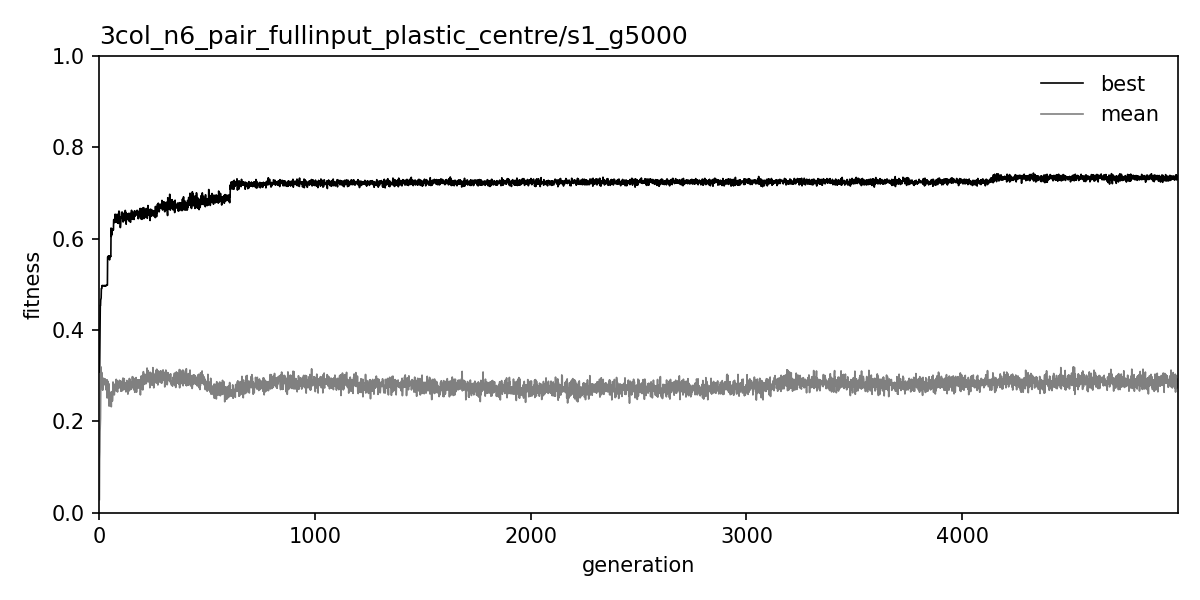 3col_n6_pair_fullinput_plastic_centre/s1_g5000
1.0
0.8
0.6
0.4
0.2
0.0
fitness
best
mean
0 1000 2000 3000 4000
generation